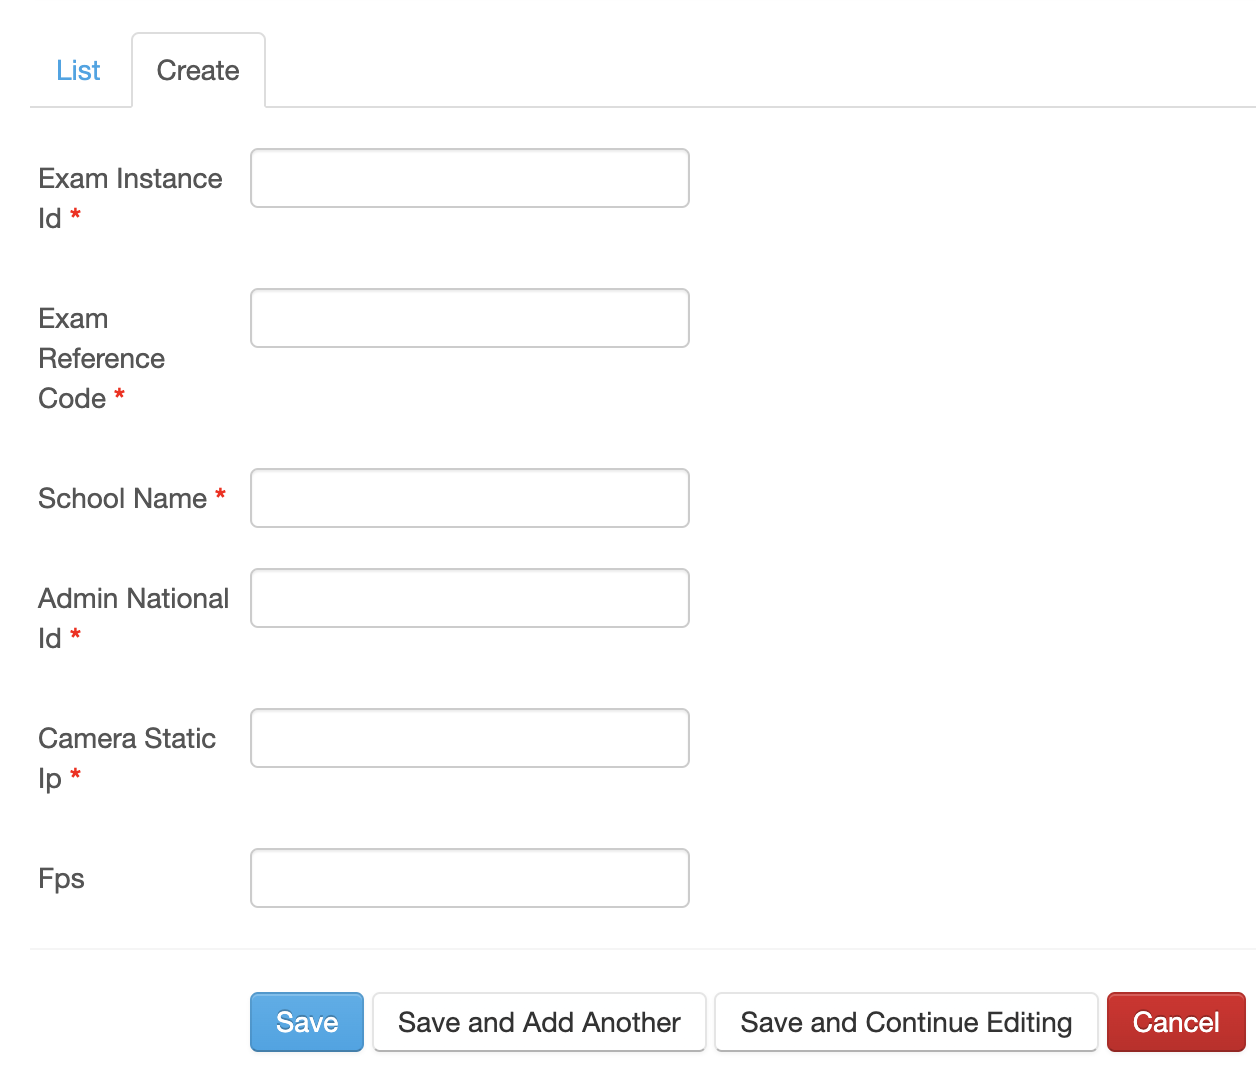 List
Create
Exam Instance
Id *
Exam
Reference
Code *
School Name *
Admin National
Id *
Camera Static
Ip *
Fps
Save
Save and Add Another
Save and Continue Editing
Cancel